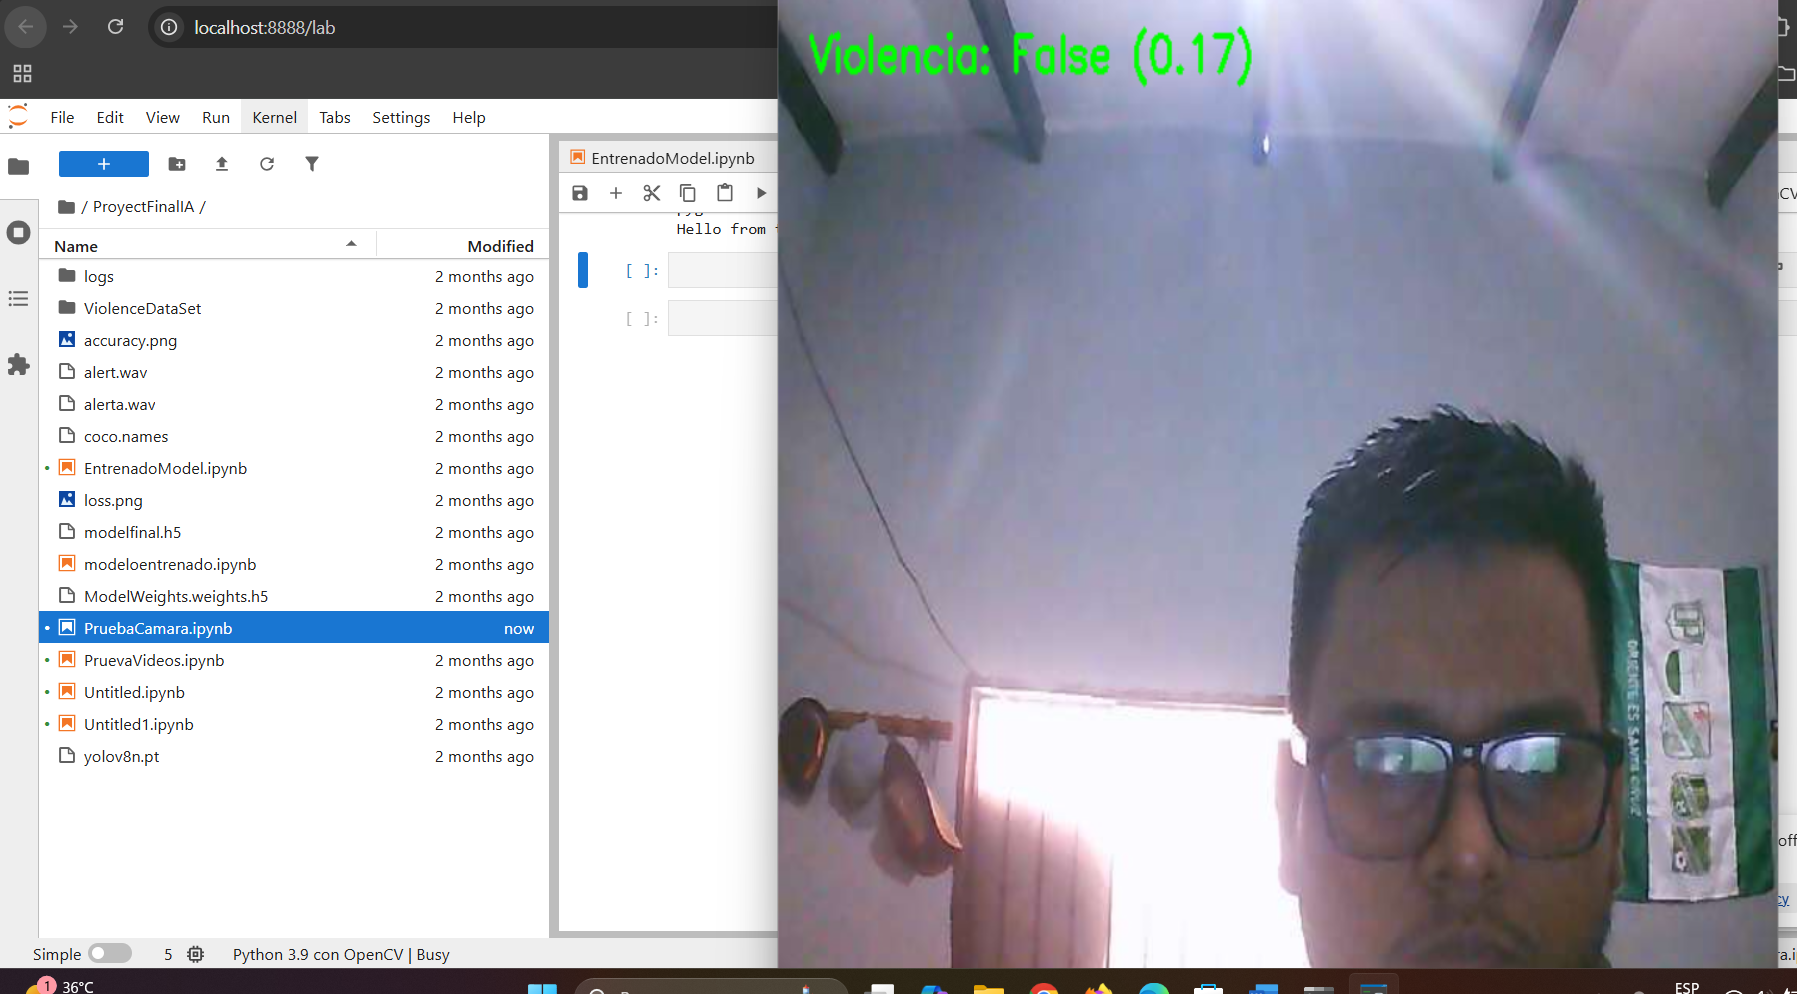 localhost:8888/lab
File Edit View Run Kernel Tabs Settings Help
/ ProyectFinalIA /
Name Modified
logs 2 months ago
ViolenceDataSet 2 months ago
accuracy.png 2 months ago
alert.wav 2 months ago
alerta.wav 2 months ago
coco.names 2 months ago
EntrenadoModel.ipynb 2 months ago
loss.png 2 months ago
modelfinal.h5 2 months ago
modeloentrenado.ipynb 2 months ago
ModelWeights.weights.h5 2 months ago
PruebaCamara.ipynb now
PruevaVideos.ipynb 2 months ago
Untitled.ipynb 2 months ago
Untitled1.ipynb 2 months ago
yolov8n.pt 2 months ago
Simple 5 Python 3.9 con OpenCV | Busy
EntrenadoModel.ipynb
Hello from
[ ]:
[ ]:
Violencia: False (0.17)
1 36°C
ESP